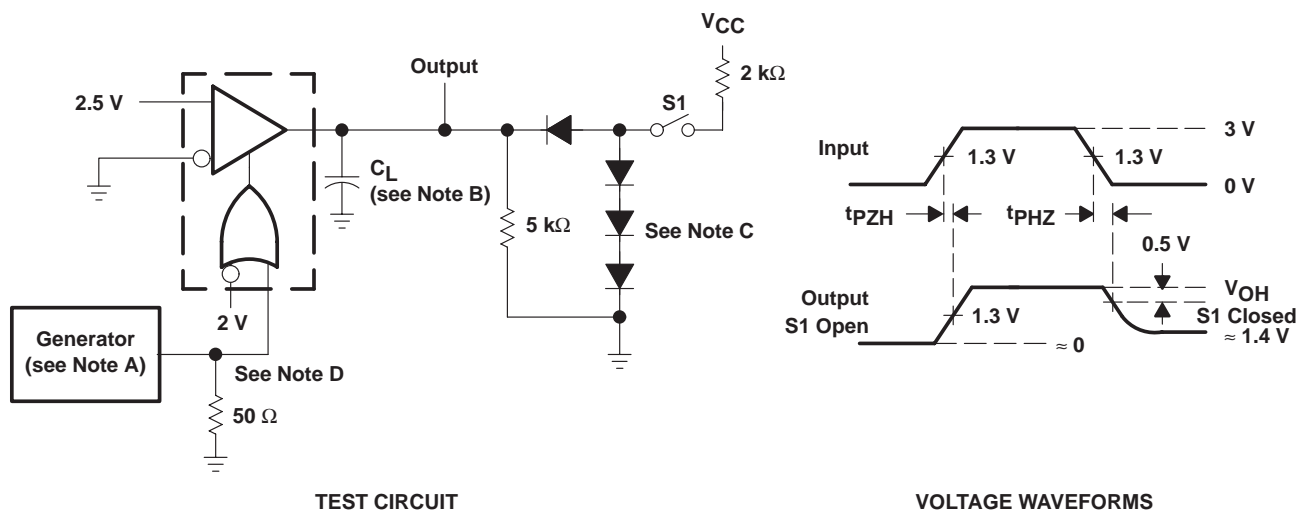 VCC
2 kΩ
Output
S1
2.5 V
CL
(see Note B)
5 kΩ
See Note C
2 V
Generator
(see Note A)
See Note D
50 Ω
TEST CIRCUIT
Input
3 V
1.3 V
1.3 V
0 V
tPZH
tPHZ
0.5 V
Output
S1 Open
VOH
S1 Closed
≈ 1.4 V
1.3 V
≈ 0
VOLTAGE WAVEFORMS